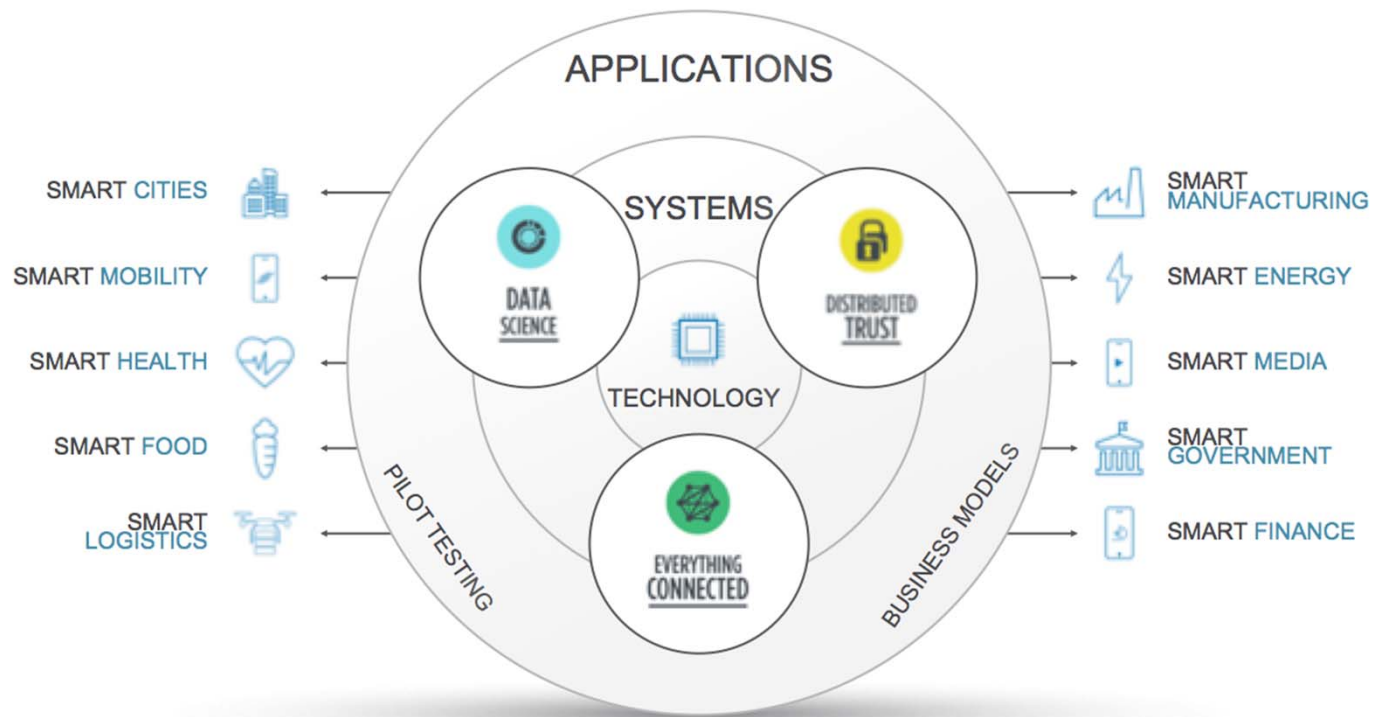 APPLICATIONS
SYSTEMS
TECHNOLOGY
DATA
SCIENCE
DISTRIBUTED
TRUST
EVERYTHING
CONNECTED
PILOT TESTING
BUSINESS MODELS
SMART CITIES
SMART MOBILITY
SMART HEALTH
SMART FOOD
SMART
LOGISTICS
SMART
MANUFACTURING
SMART ENERGY
SMART MEDIA
SMART
GOVERNMENT
SMART FINANCE